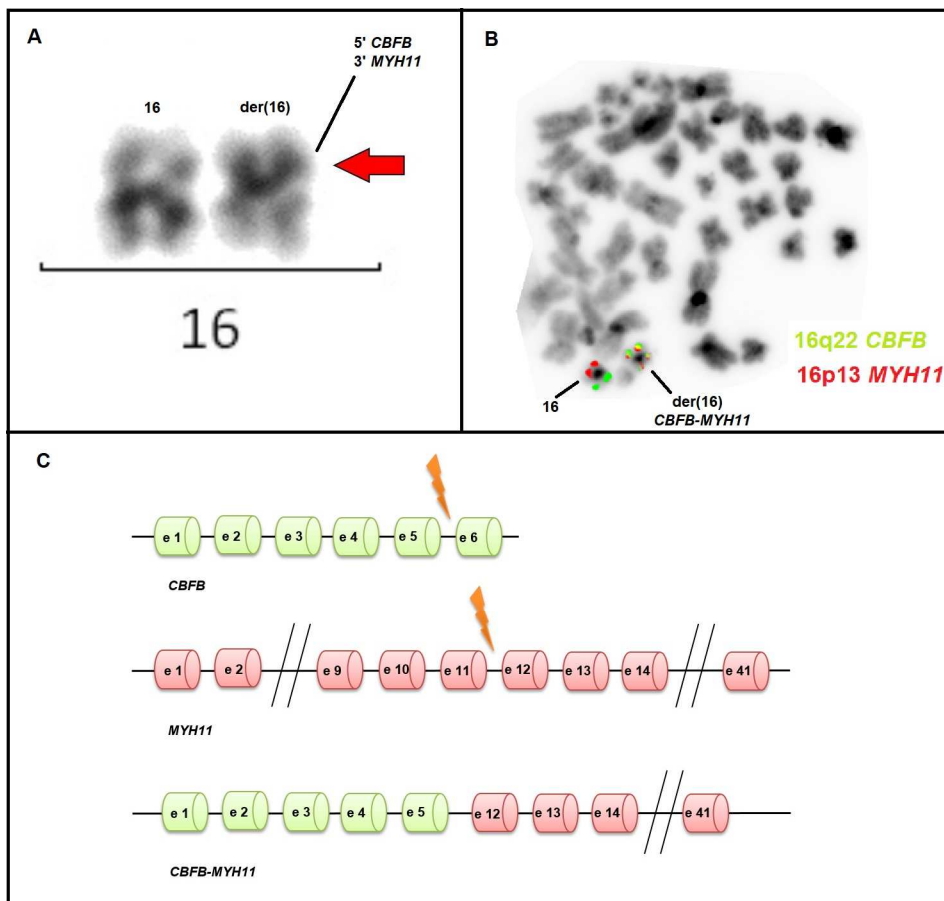 A
5' CBFB
3' MYH11
16
der(16)
16
B
16q22 CBFB
16p13 MYH11
16
der(16)
CBFB-MYH11
C
e 1 e 2 e 3 e 4 e 5 e 6
CBFB
e 1 e 2 e 9 e 10 e 11 e 12 e 13 e 14 e 41
MYH11
e 1 e 2 e 3 e 4 e 5 e 12 e 13 e 14 e 41
CBFB-MYH11